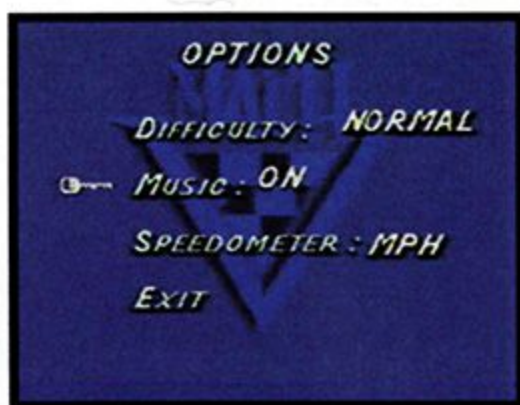 OPTIONS
DIFFICULTY: NORMAL
MUSIC: ON
SPEEDOMETER: MPH
EXIT